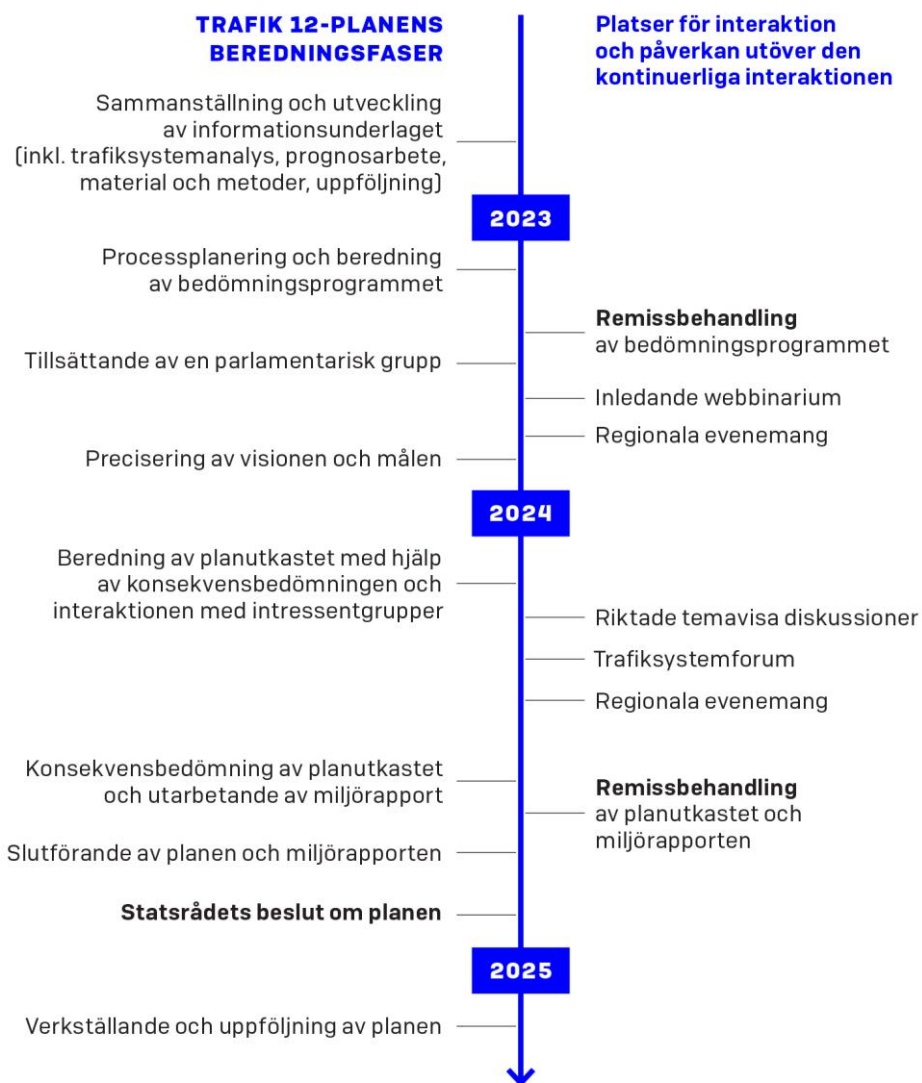 TRAFIK 12-PLANENS
BEREDNINGSFASER
Platser för interaktion
och påverkan utöver den
kontinuerliga interaktionen
Sammanställning och utveckling
av informationsunderlaget
(inkl. trafiksystemanalys, prognosarbete,
material och metoder, uppföljning)
2023
Processplanering och beredning
av bedömningsprogrammet
Remissbehandling
av bedömningsprogrammet
Tillsättande av en parlamentarisk grupp
Inledande webbinarium
Regionala evenemang
Precisering av visionen och målen
2024
Beredning av planutkastet med hjälp
av konsekvensbedömningen och
interaktionen med intressentgrupper
Riktade temavisa diskussioner
Trafiksystemforum
Regionala evenemang
Konsekvensbedömning av planutkastet
och utarbetande av miljörapport
Remissbehandling
av planutkastet och
miljörapporten
Slutförande av planen och miljörapporten
Statsrådets beslut om planen
2025
Verkställande och uppföljning av planen